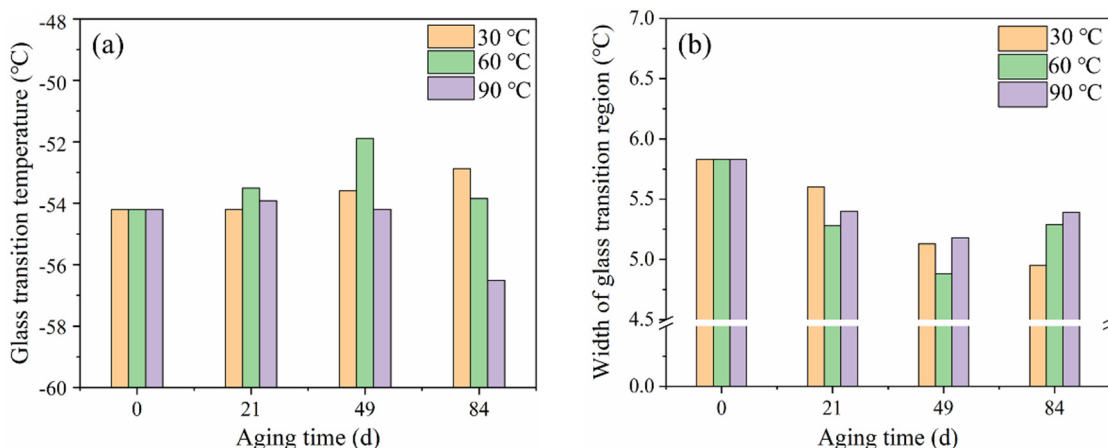 (a)
30 °C
60 °C
90 °C
Glass transition temperature (°C)
-48
-50
-52
-54
-56
-58
-60
0 21 49 84
Aging time (d)
(b)
30 °C
60 °C
90 °C
Width of glass transition region (°C)
7.0
6.5
6.0
5.5
5.0
4.5
0.0
0 21 49 84
Aging time (d)